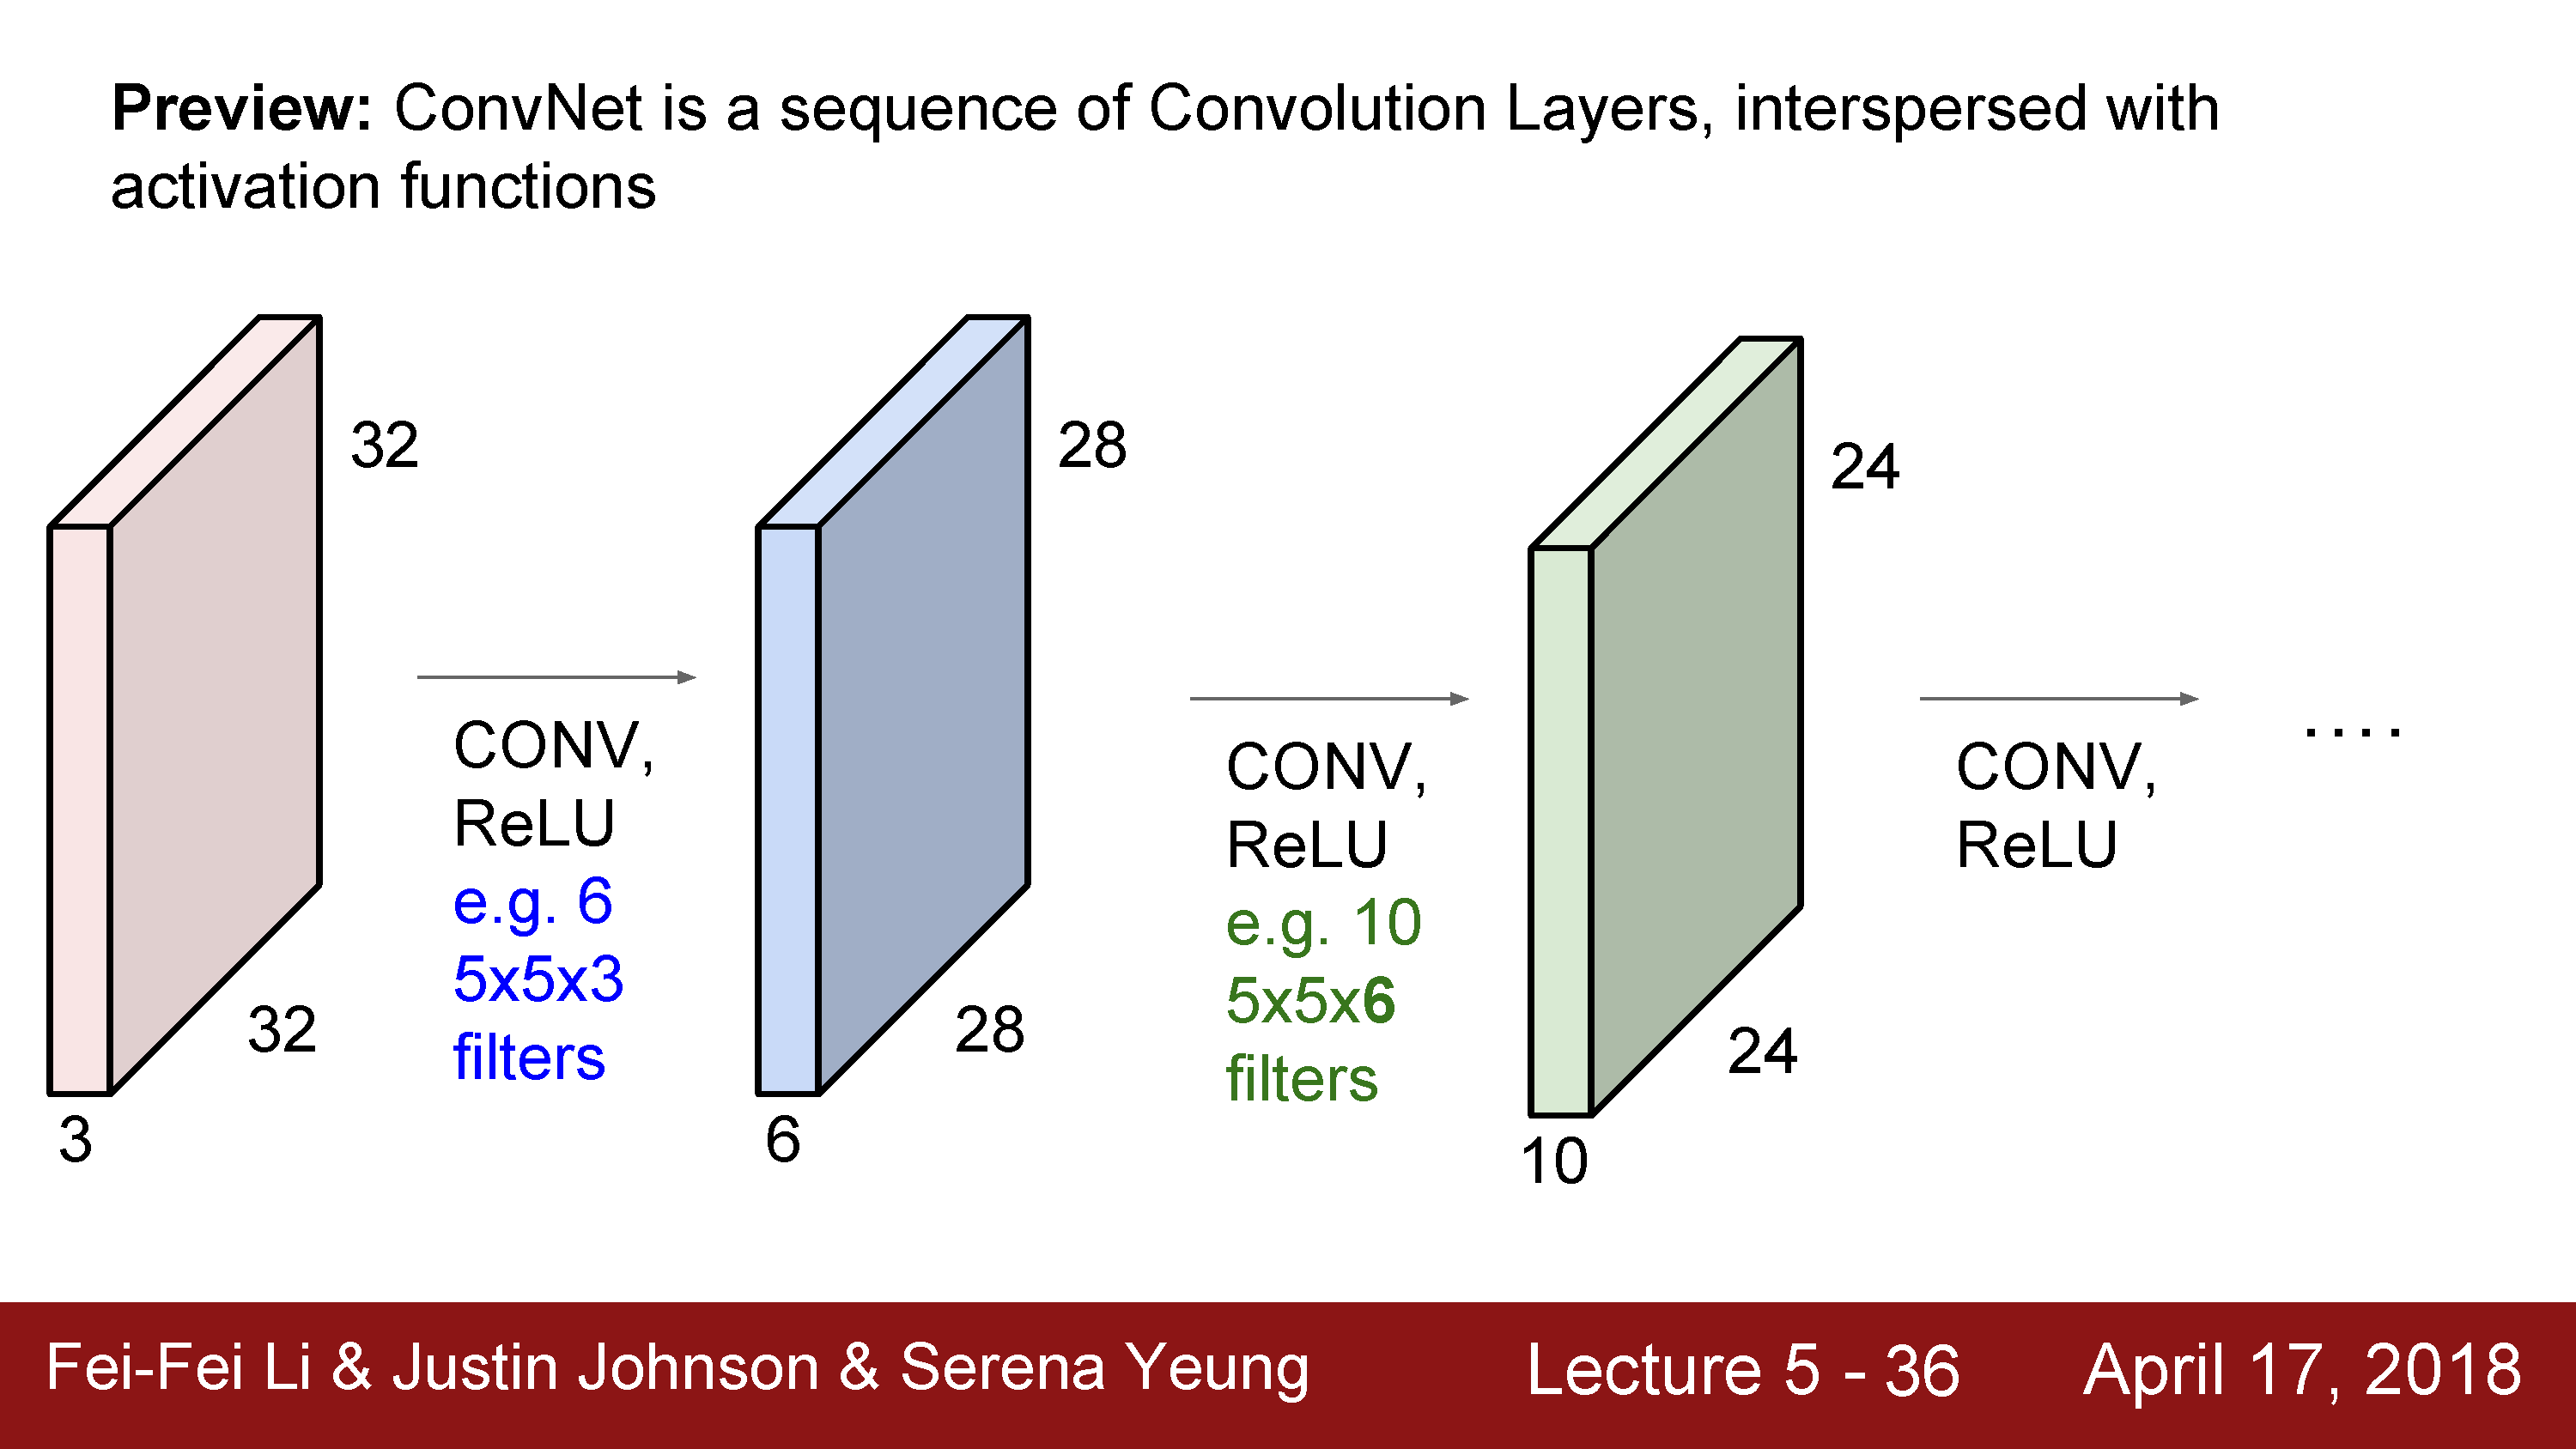 Preview: ConvNet is a sequence of Convolution Layers, interspersed with
activation functions
32
32
3
CONV,
ReLU
e.g. 6
5x5x3
filters
28
28
6
CONV,
ReLU
e.g. 10
5x5x6
filters
24
24
10
CONV,
ReLU
....
Fei-Fei Li & Justin Johnson & Serena Yeung
Lecture 5 - 36
April 17, 2018